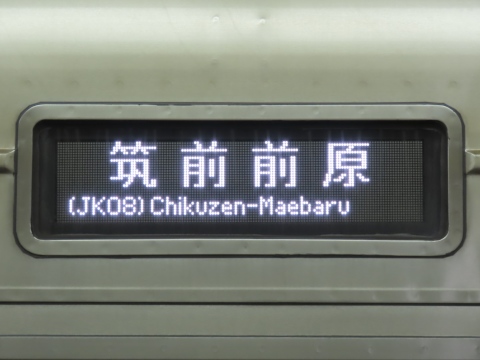 筑前前原
(JK08) Chikuzen-Maebaru